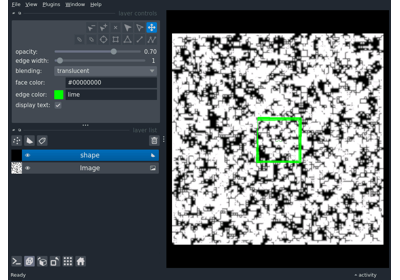 File View Plugins Window Help
layer controls
opacity: 0.70
edge width: 1
blending: translucent
face color: #00000000
edge color: lime
display text:
layer list
shape
Image
Ready
activity